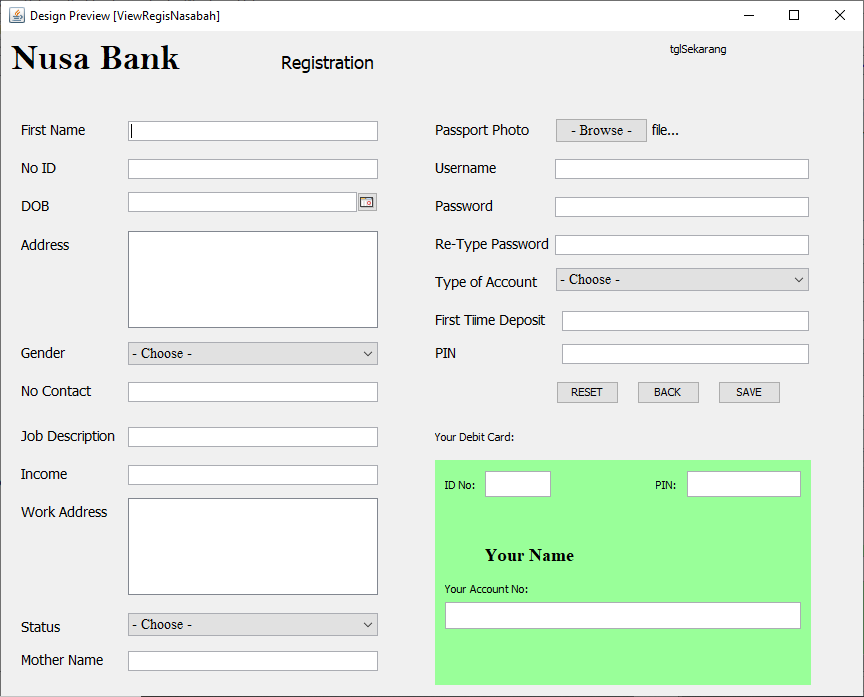 Design Preview [ViewRegisNasabah]
Nusa Bank
Registration
tglSekarang
First Name
No ID
DOB
Address
Gender
- Choose -
No Contact
Job Description
Income
Work Address
Status
- Choose -
Mother Name
Passport Photo
- Browse -
file...
Username
Password
Re-Type Password
Type of Account
- Choose -
First Tiime Deposit
PIN
RESET
BACK
SAVE
Your Debit Card:
ID No:
PIN:
Your Name
Your Account No: